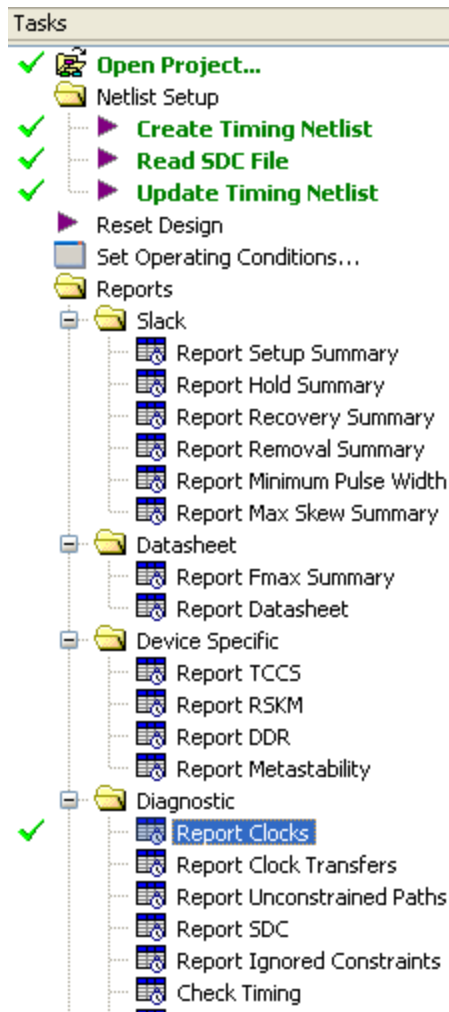 Tasks
Open Project...
Netlist Setup
Create Timing Netlist
Read SDC File
Update Timing Netlist
Reset Design
Set Operating Conditions...
Reports
Slack
Report Setup Summary
Report Hold Summary
Report Recovery Summary
Report Removal Summary
Report Minimum Pulse Width
Report Max Skew Summary
Datasheet
Report Fmax Summary
Report Datasheet
Device Specific
Report TCCS
Report RSKM
Report DDR
Report Metastability
Diagnostic
Report Clocks
Report Clock Transfers
Report Unconstrained Paths
Report SDC
Report Ignored Constraints
Check Timing